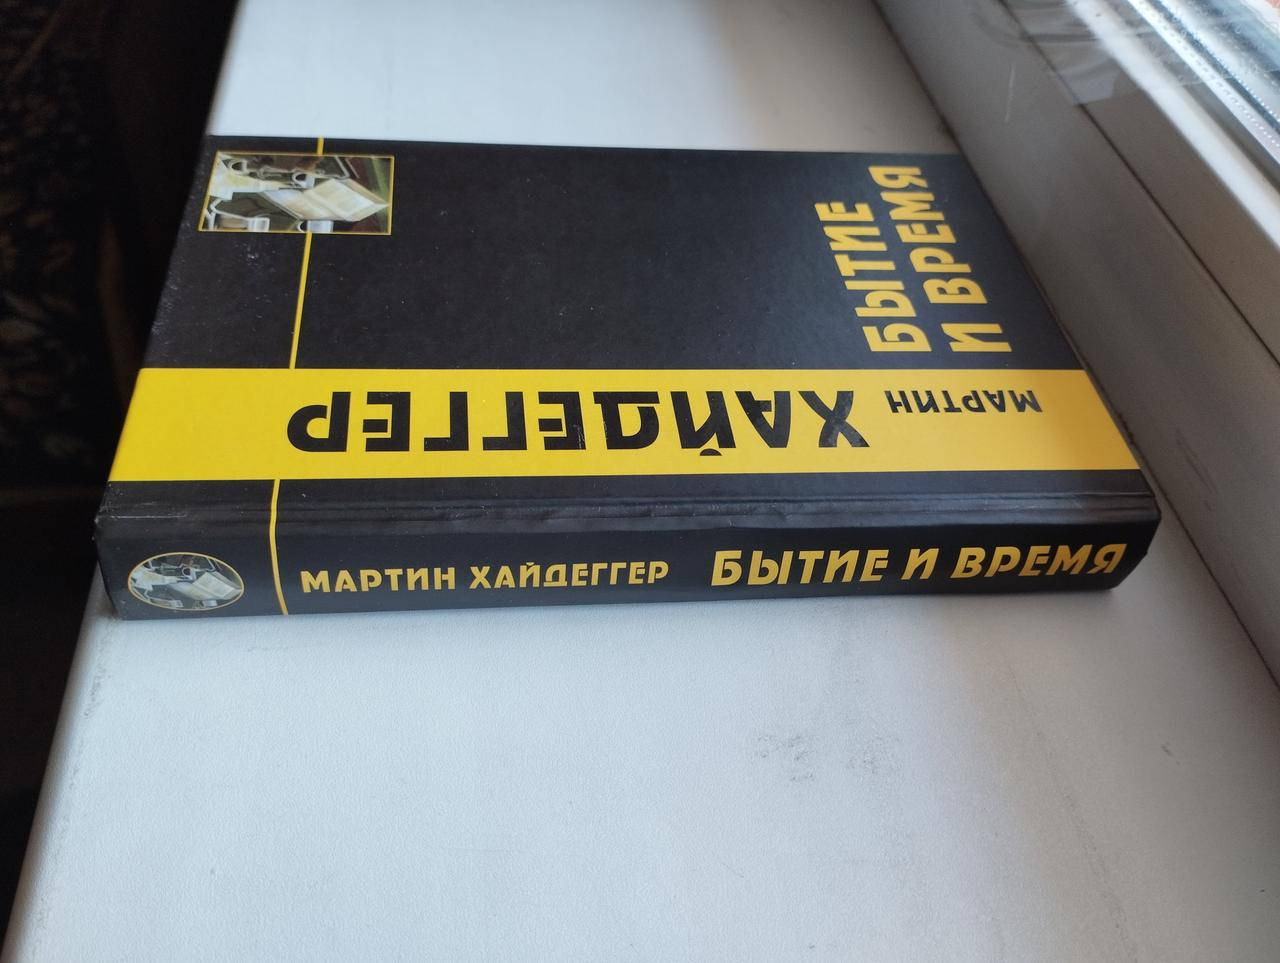 БЫТИЕ
И ВРЕМЯ
МАРТИН
ХАЙДЕГГЕР
МАРТИН ХАЙДЕГГЕР БЫТИЕ И ВРЕМЯ